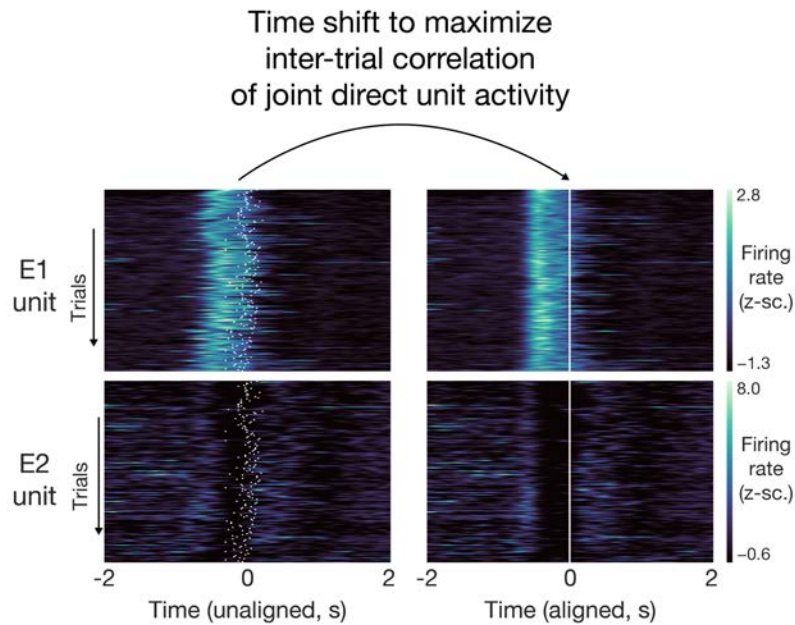 Time shift to maximize
inter-trial correlation
of joint direct unit activity
E1
unit
Trials
2.8
Firing
rate
(z-sc.)
−1.3
E2
unit
Trials
8.0
Firing
rate
(z-sc.)
−0.6
-2 0 2
-2 0 2
Time (unaligned, s)
Time (aligned, s)